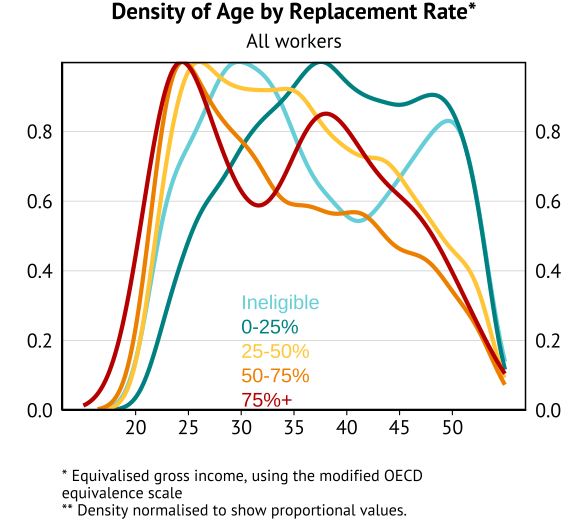 Density of Age by Replacement Rate*
All workers
0.8 0.8
0.6 0.6
0.4 0.4
Ineligible
0-25%
0.2 25-50% 0.2
50-75%
75%+
0.0 0.0
20 25 30 35 40 45 50
* Equivalised gross income, using the modified OECD
equivalence scale
** Density normalised to show proportional values.